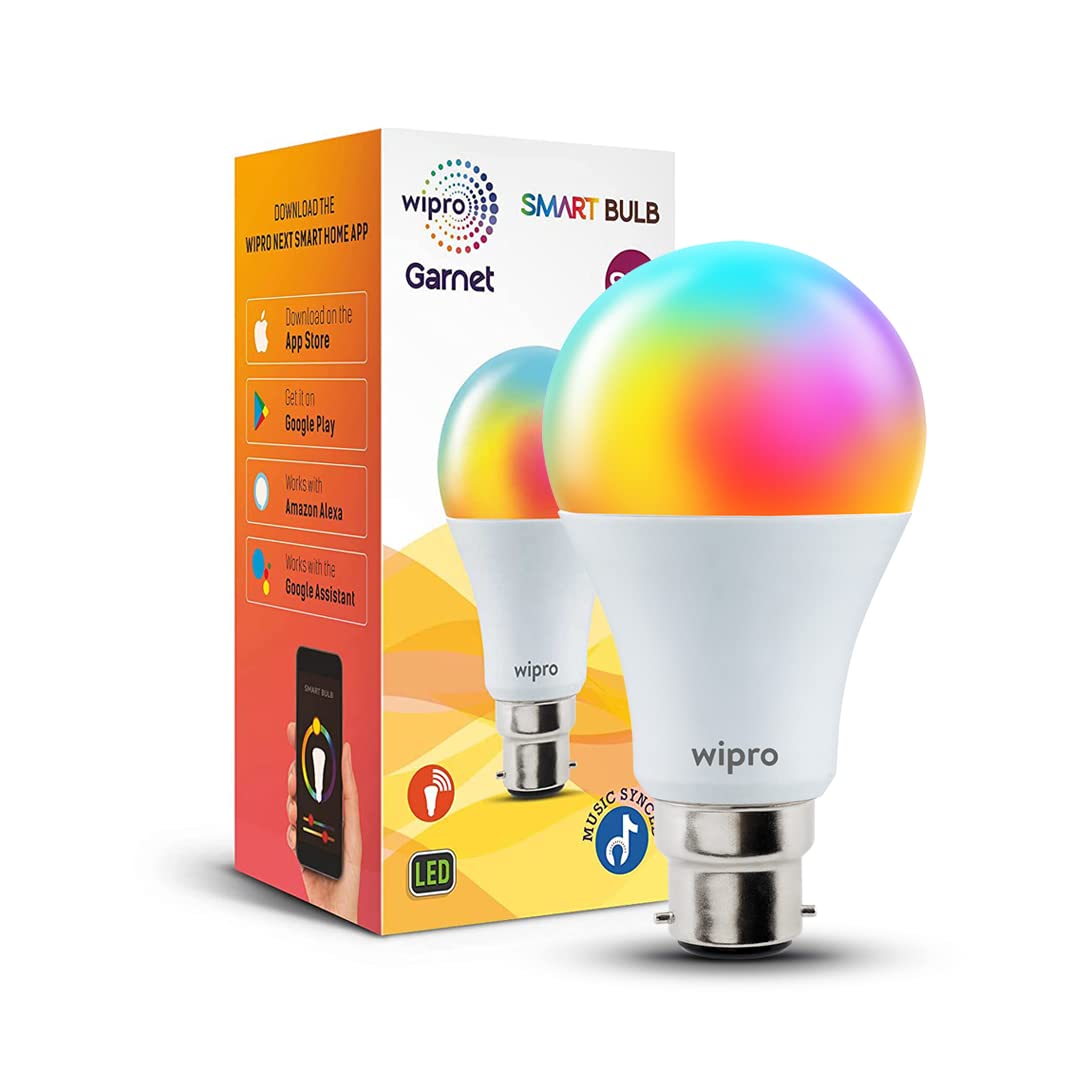 DOWNLOAD THE
WIPRO NEXT SMART HOME APP
Download on the
App Store
Get it on
Google Play
Works with
Amazon Alexa
Works with the
Google Assistant
SMART BULB
wipro
Garnet
SMART BULB
wipro
LED
MUSIC SYNC
wipro